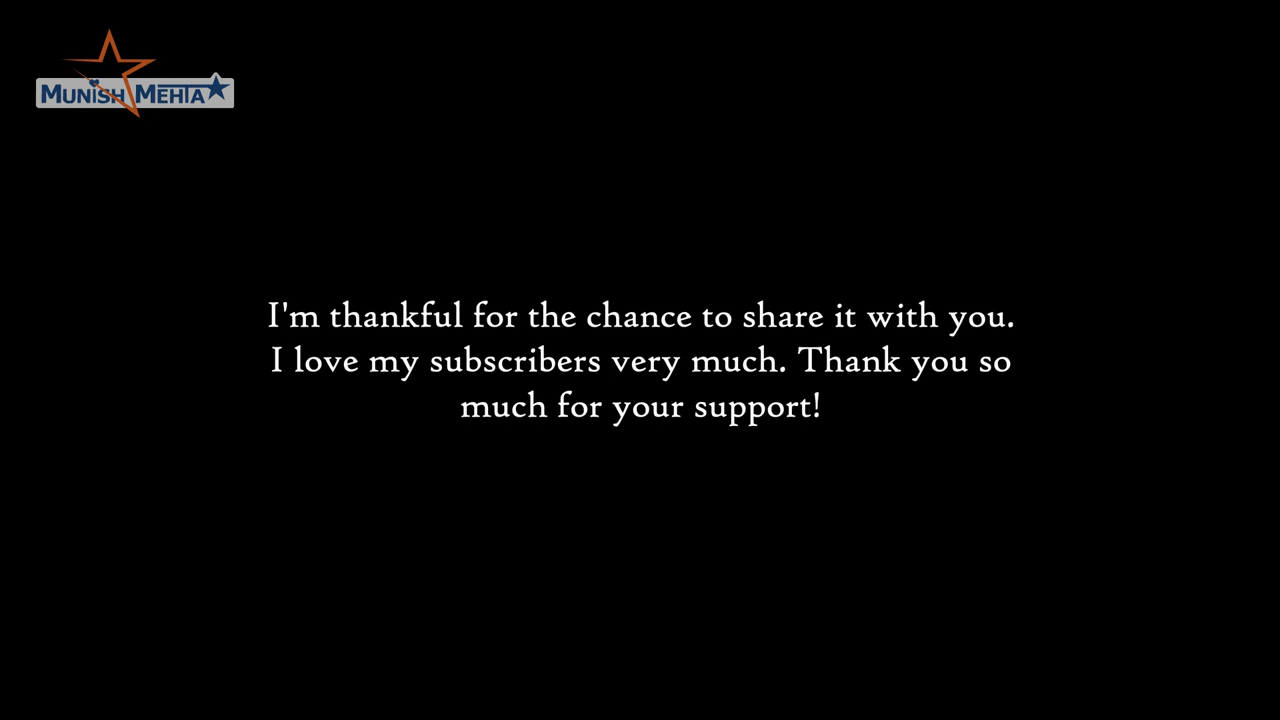 MUNISH MEHTA
I'm thankful for the chance to share it with you.
I love my subscribers very much. Thank you so
much for your support!